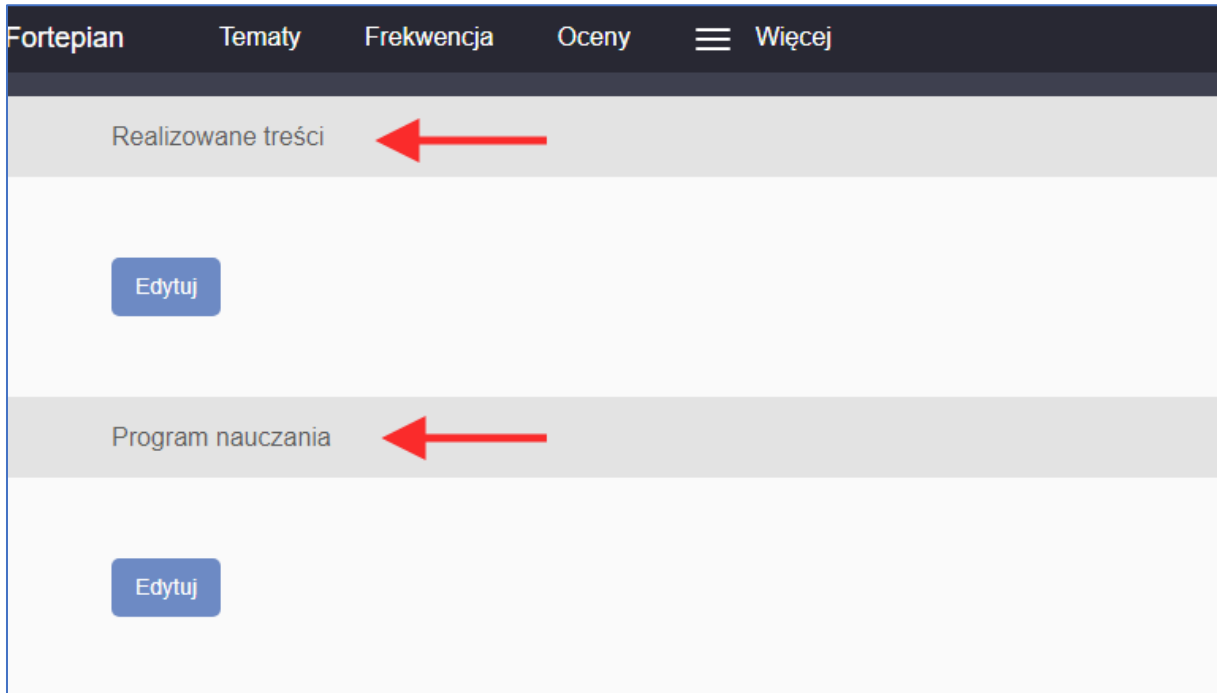 Fortepian Tematy Frekwencja Oceny Więcej
Realizowane treści
Edytuj
Program nauczania
Edytuj